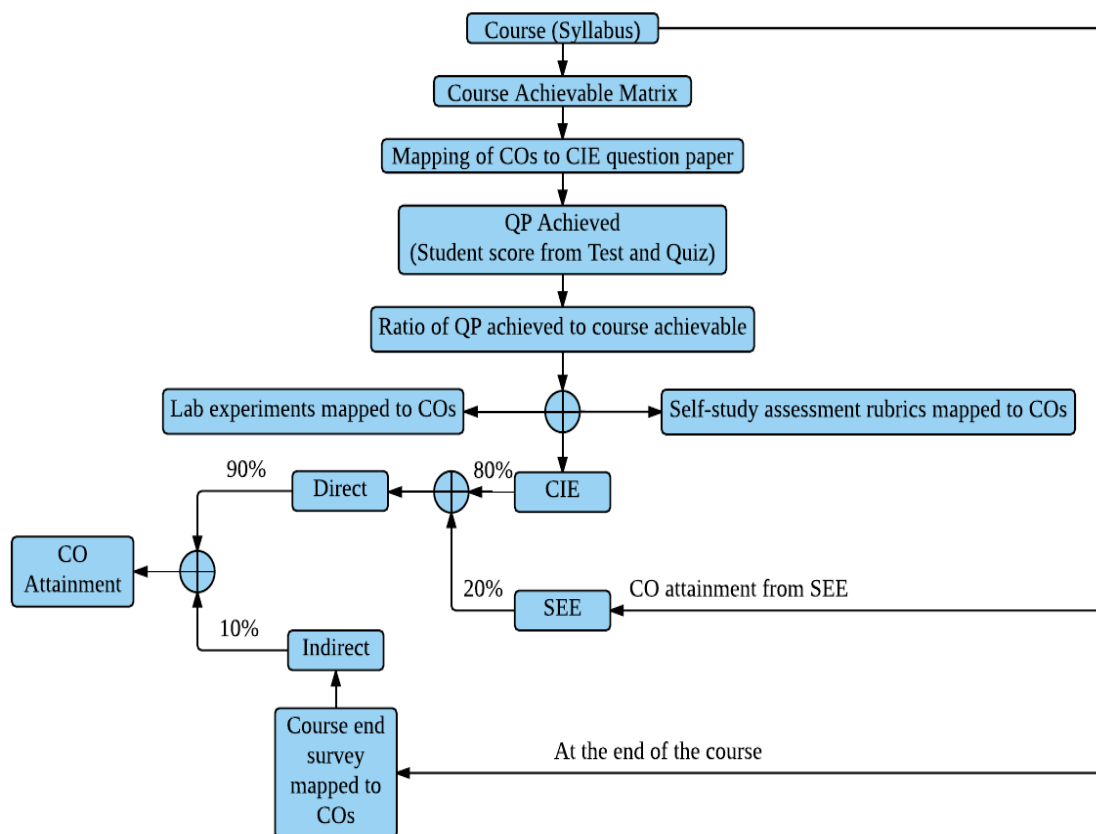 Course (Syllabus)
Course Achievable Matrix
Mapping of COs to CIE question paper
QP Achieved
(Student score from Test and Quiz)
Ratio of QP achieved to course achievable
Lab experiments mapped to COs
Self-study assessment rubrics mapped to COs
90%
Direct
80%
CIE
CO
Attainment
20%
SEE
CO attainment from SEE
10%
Indirect
Course end
survey
mapped to
COs
At the end of the course